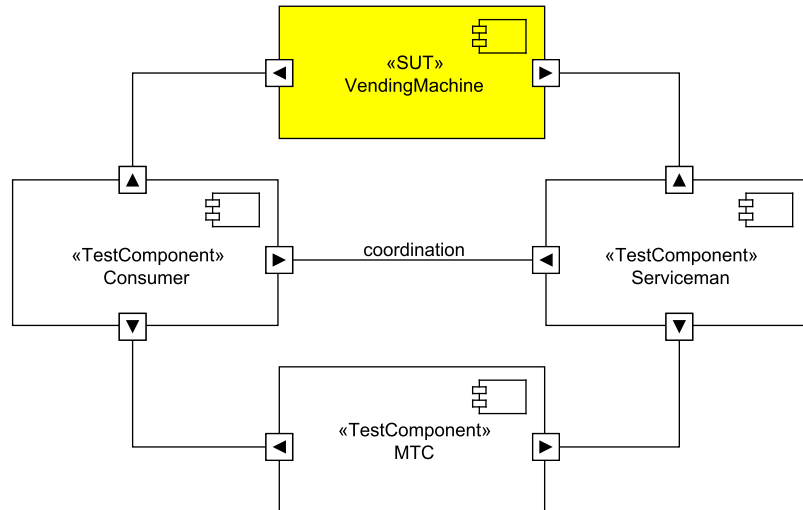 «SUT»
VendingMachine
«TestComponent»
Consumer
coordination
«TestComponent»
Serviceman
«TestComponent»
MTC